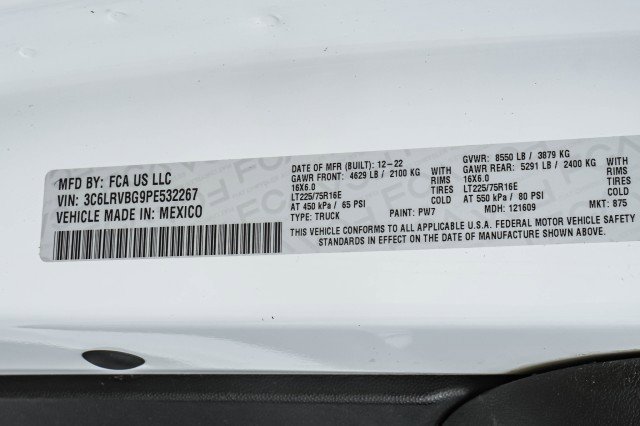 MFD BY: FCA US LLC
VIN: 3C6LRVBG9PE532267
VEHICLE MADE IN: MEXICO
DATE OF MFR (BUILT): 12-22 GVWR: 8550 LB / 3879 KG
GAWR FRONT: 4629 LB / 2100 KG WITH GAWR REAR: 5291 LB / 2400 KG WITH
16X6.0 RIMS 16X6.0 RIMS
LT225/75R16E TIRES LT225/75R16E TIRES
AT 450 kPa / 65 PSI COLD AT 550 kPa / 80 PSI COLD
TYPE: TRUCK PAINT: PW7 MDH: 121609 MKT: 875
THIS VEHICLE CONFORMS TO ALL APPLICABLE U.S.A. FEDERAL MOTOR VEHICLE SAFETY
STANDARDS IN EFFECT ON THE DATE OF MANUFACTURE SHOWN ABOVE.